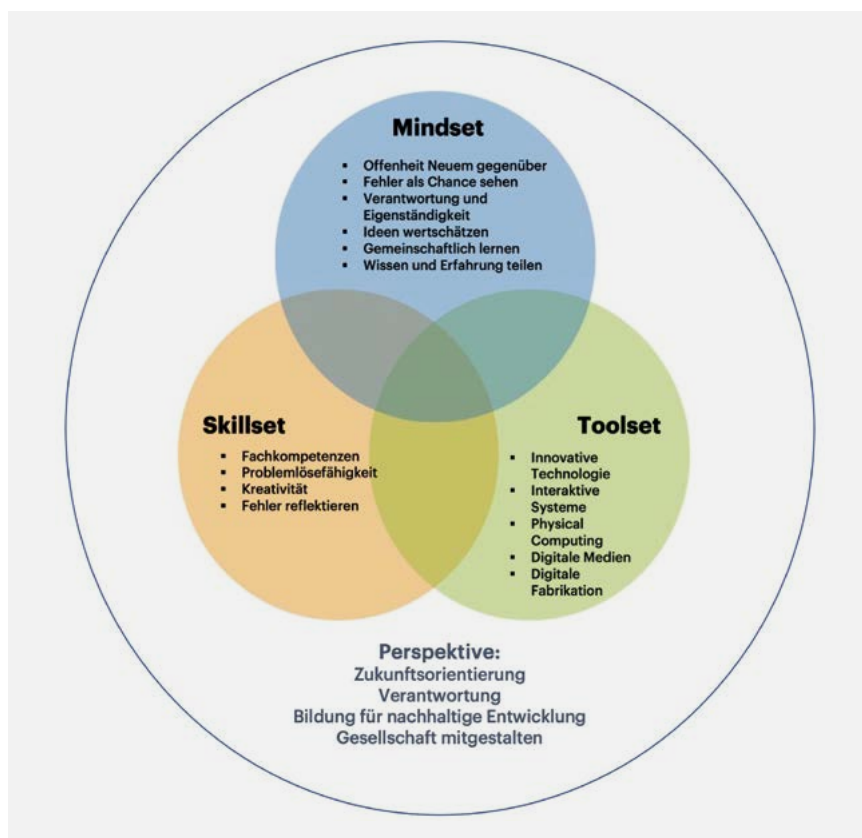 Mindset
▪ Offenheit Neuem gegenüber
▪ Fehler als Chance sehen
▪ Verantwortung und
Eigenständigkeit
▪ Ideen wertschätzen
▪ Gemeinschaftlich lernen
▪ Wissen und Erfahrung teilen
Skillset
▪ Fachkompetenzen
▪ Problemlösefähigkeit
▪ Kreativität
▪ Fehler reflektieren
Toolset
▪ Innovative
Technologie
▪ Interaktive
Systeme
▪ Physical
Computing
▪ Digitale Medien
▪ Digitale
Fabrikation
Perspektive:
Zukunftsorientierung
Verantwortung
Bildung für nachhaltige Entwicklung
Gesellschaft mitgestalten